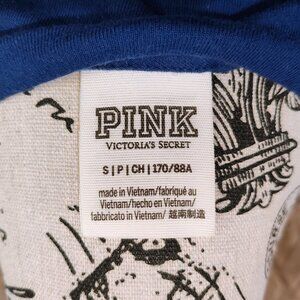 PINK
VICTORIA'S SECRET
S | P | CH | 170/88A
made in Vietnam/fabriqué au
Vietnam/hecho en Vietnam/
fabbricato in Vietnam/ 越南制造